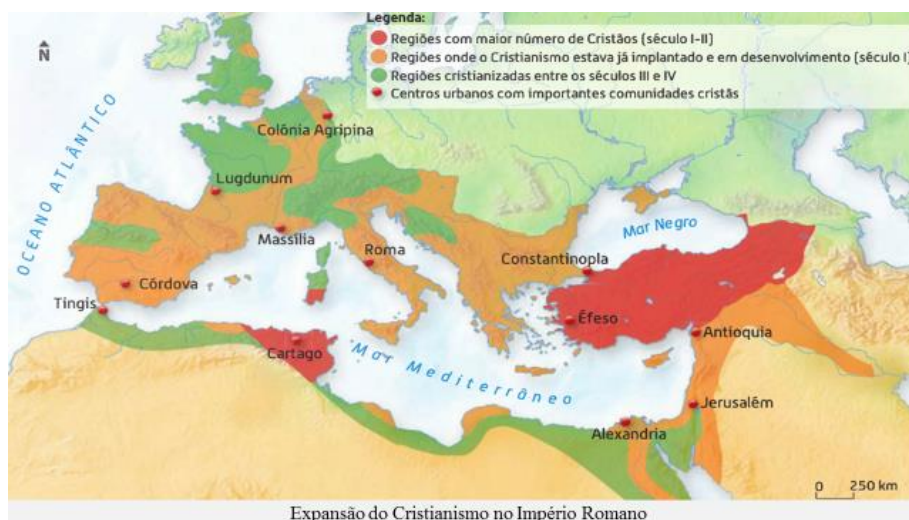 Legenda:
Regiões com maior número de Cristãos (século I-II)
Regiões onde o Cristianismo estava já implantado e em desenvolvimento (século I
Regiões cristianizadas entre os séculos III e IV
Centros urbanos com importantes comunidades cristãs
N
OCEANO ATLÂNTICO
Colônia Agripina
Lugdunum
Massília
Roma
Mar Negro
Constantinopla
Córdova
Tingis
Cartago
Éfeso
Antioquia
Mar Mediterrâneo
Jerusalém
Alexandria
0 250 km
Expansão do Cristianismo no Império Romano